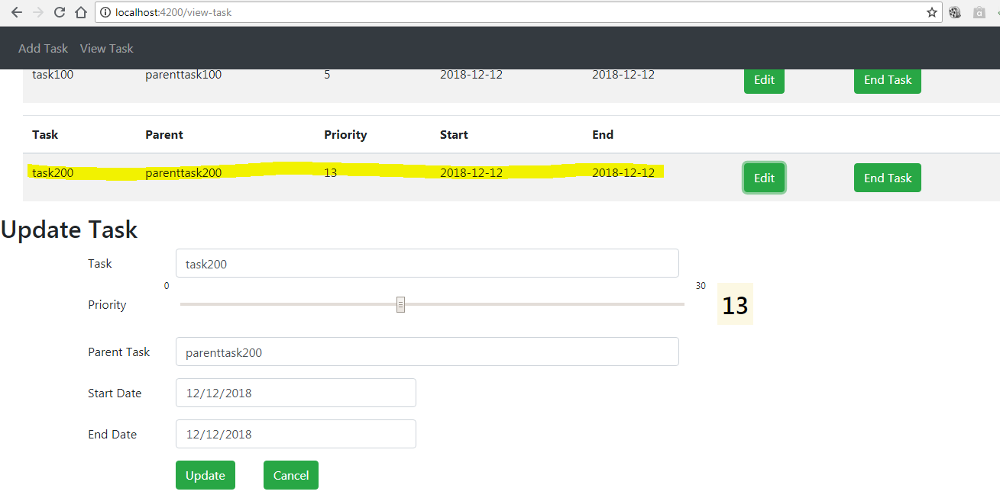 localhost:4200/view-task
Add Task View Task
task100 parenttask100 5 2018-12-12 2018-12-12 Edit End Task
Task Parent Priority Start End
task200 parenttask200 13 2018-12-12 2018-12-12 Edit End Task
Update Task
Task task200
0 30
Priority 13
Parent Task parenttask200
Start Date 12/12/2018
End Date 12/12/2018
Update Cancel